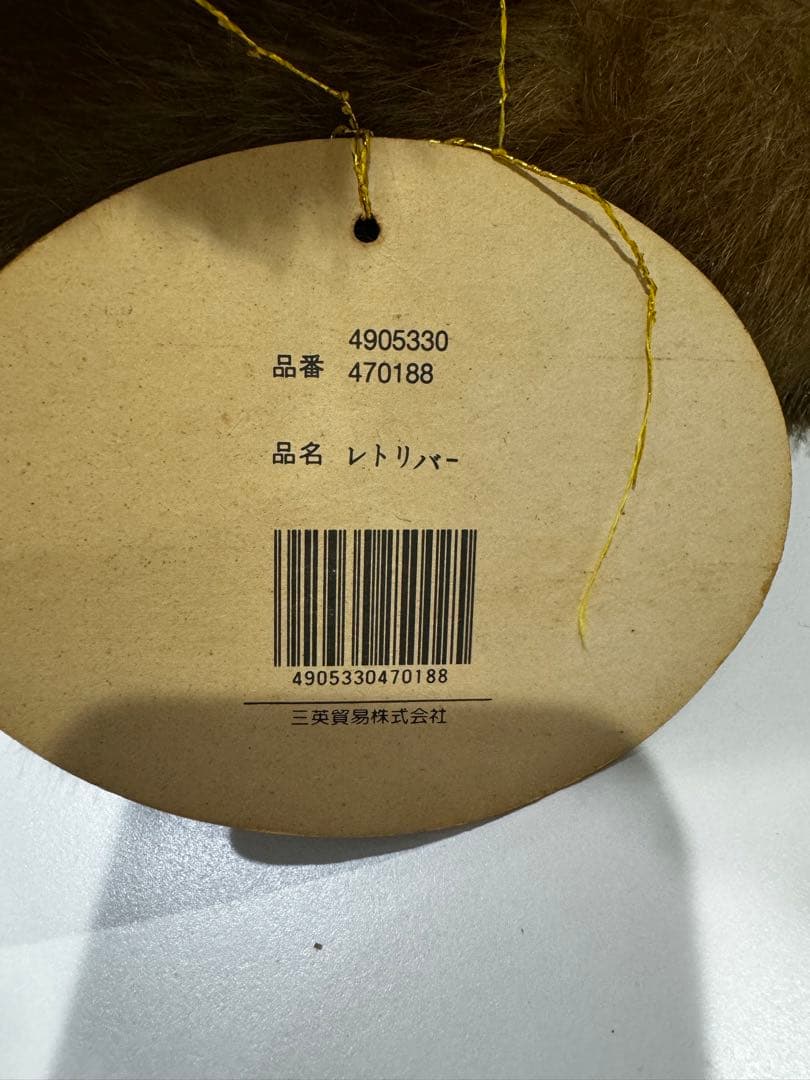 品番 4905330
470188
品名 レトリバー
4905330470188
三英貿易株式会社